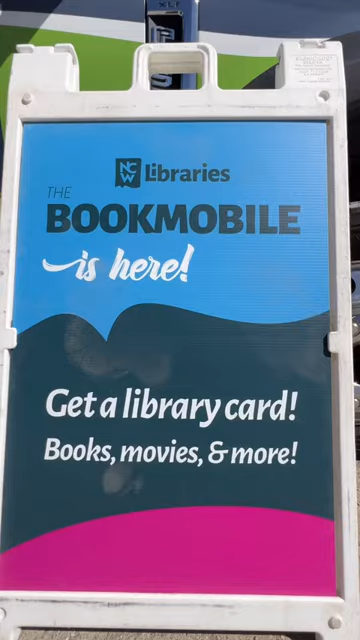 NCW Libraries
THE
BOOKMOBILE
is here!
Get a library card!
Books, movies, & more!